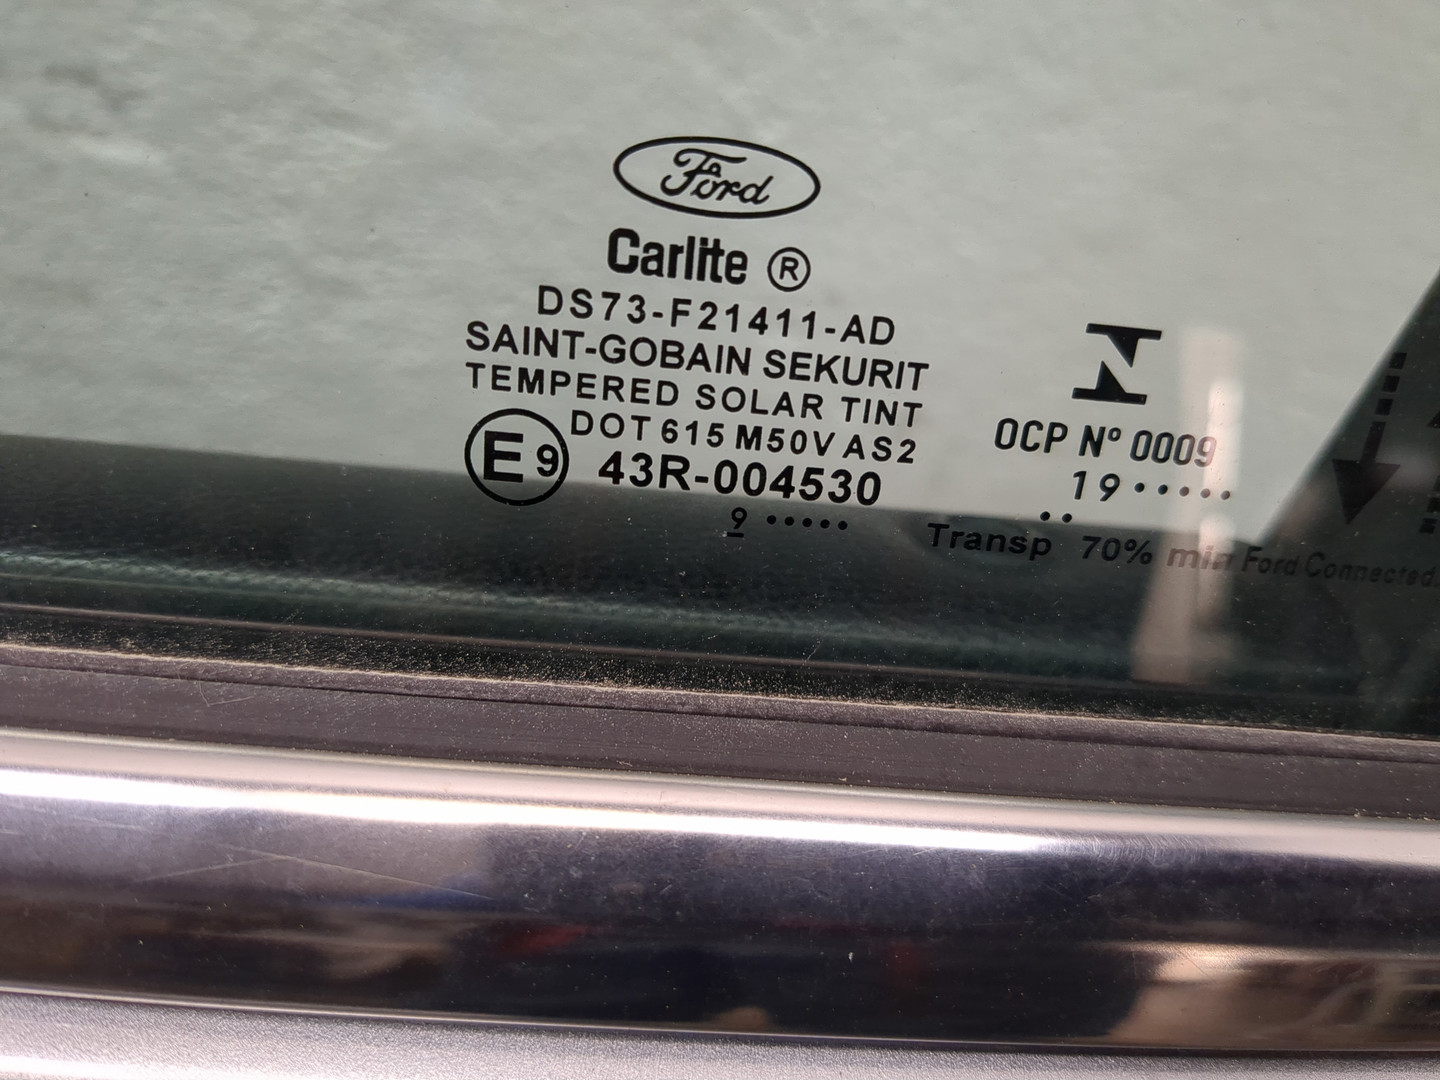 Ford
Carlite ®
DS73-F21411-AD
SAINT-GOBAIN SEKURIT
TEMPERED SOLAR TINT
DOT 615 M50V AS2
E9 43R-004530
9 •••••
OCP Nº 0009
19 •••••
••
Transp 70% min
Ford Connected